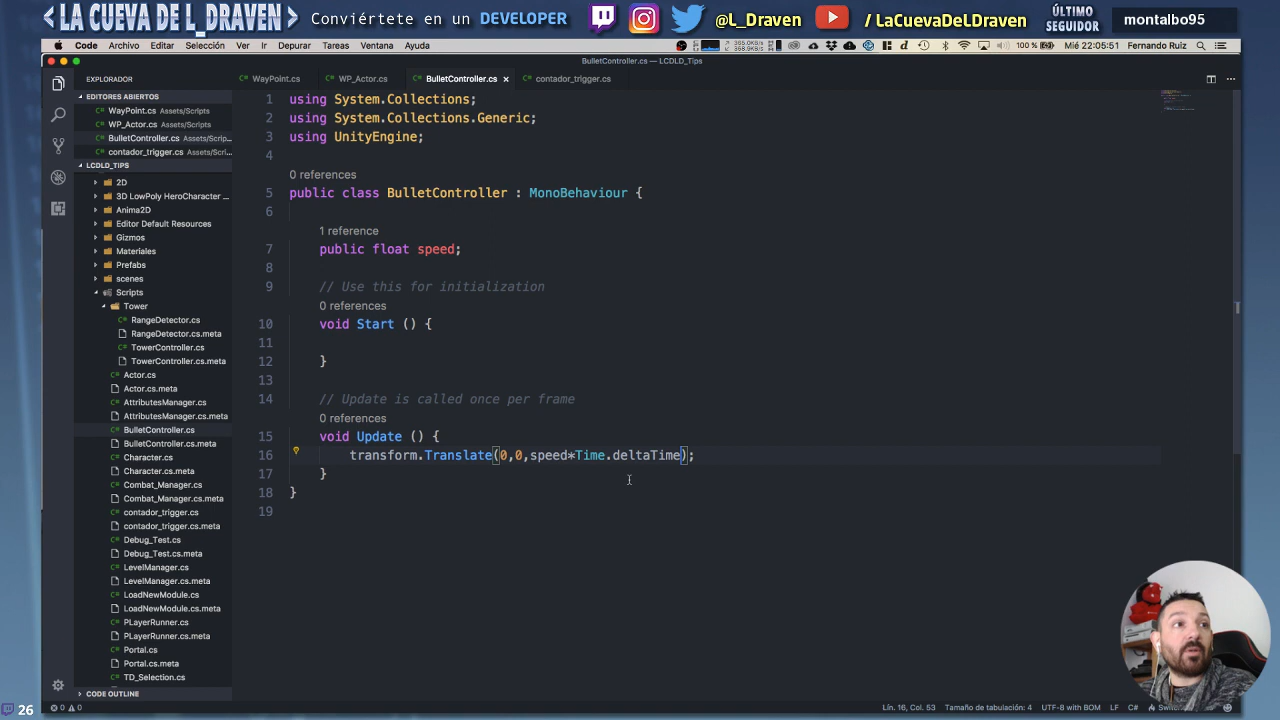 < LA CUEVA DE L_DRAVEN >
Conviértete en un DEVELOPER
@L_Draven
/LaCuevaDeLDraven
ÚLTIMO
SEGUIDOR
montalbo95
Code Archivo Editar Selección Ver Ir Depurar Tareas Ventana Ayuda
100 % Mié 22:05:51 Fernando Ruiz
BulletController.cs — LCDLD_Tips
EXPLORADOR
WayPoint.cs
WP_Actor.cs
BulletController.cs
contador_trigger.cs
EDITORES ABIERTOS
WayPoint.cs Assets/Scripts
WP_Actor.cs Assets/Scripts
BulletController.cs Assets/Scrip...
contador_trigger.cs Assets/Scri...
LCDLD_TIPS
2D
3D LowPoly HeroCharacter ...
Anima2D
Editor Default Resources
Gizmos
Materiales
Prefabs
scenes
Scripts
Tower
RangeDetector.cs
RangeDetector.cs.meta
TowerController.cs
TowerController.cs.meta
Actor.cs
Actor.cs.meta
AttributesManager.cs
AttributesManager.cs.meta
BulletController.cs
BulletController.cs.meta
Character.cs
Combat_Manager.cs
Combat_Manager.cs.meta
contador_trigger.cs
contador_trigger.cs.meta
Debug_Test.cs
Debug_Test.cs.meta
LevelManager.cs
LevelManager.cs.meta
LoadNewModule.cs
LoadNewModule.cs.meta
PLayerRunner.cs
PLayerRunner.cs.meta
Portal.cs
Portal.cs.meta
TD_Selection.cs
CODE OUTLINE
1 using System.Collections;
2 using System.Collections.Generic;
3 using UnityEngine;
4
0 references
5 public class BulletController : MonoBehaviour {
6
1 reference
7 public float speed;
8
9 // Use this for initialization
0 references
10 void Start () {
11
12 }
13
14 // Update is called once per frame
0 references
15 void Update () {
16 transform.Translate(0,0,speed*Time.deltaTime);
17 }
18 }
19
26
0 0
Lín. 16, Col. 53 Tamaño de tabulación: 4 UTF-8 with BOM LF C#